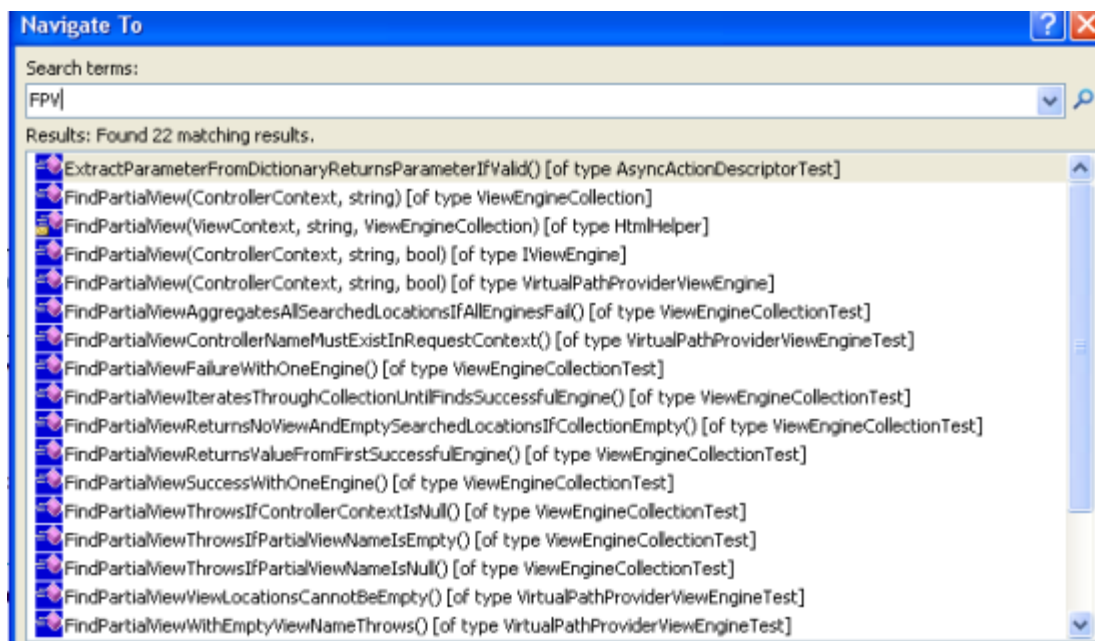 Navigate To
Search terms:
FPV
Results: Found 22 matching results.
ExtractParameterFromDictionaryReturnsParameterIfValid() [of type AsyncActionDescriptorTest]
FindPartialView(ControllerContext, string) [of type ViewEngineCollection]
FindPartialView(ViewContext, string, ViewEngineCollection) [of type HtmlHelper]
FindPartialView(ControllerContext, string, bool) [of type IViewEngine]
FindPartialView(ControllerContext, string, bool) [of type VirtualPathProviderViewEngine]
FindPartialViewAggregatesAllSearchedLocationsIfAllEnginesFail() [of type ViewEngineCollectionTest]
FindPartialViewControllerNameMustExistInRequestContext() [of type VirtualPathProviderViewEngineTest]
FindPartialViewFailureWithOneEngine() [of type ViewEngineCollectionTest]
FindPartialViewIteratesThroughCollectionUntilFindsSuccessfulEngine() [of type ViewEngineCollectionTest]
FindPartialViewReturnsNoViewAndEmptySearchedLocationsIfCollectionEmpty() [of type ViewEngineCollectionTest]
FindPartialViewReturnsValueFromFirstSuccessfulEngine() [of type ViewEngineCollectionTest]
FindPartialViewSuccessWithOneEngine() [of type ViewEngineCollectionTest]
FindPartialViewThrowsIfControllerContextIsNull() [of type ViewEngineCollectionTest]
FindPartialViewThrowsIfPartialViewNameIsEmpty() [of type ViewEngineCollectionTest]
FindPartialViewThrowsIfPartialViewNameIsNull() [of type ViewEngineCollectionTest]
FindPartialViewViewLocationsCannotBeEmpty() [of type VirtualPathProviderViewEngineTest]
FindPartialViewWithEmptyViewNameThrows() [of type VirtualPathProviderViewEngineTest]